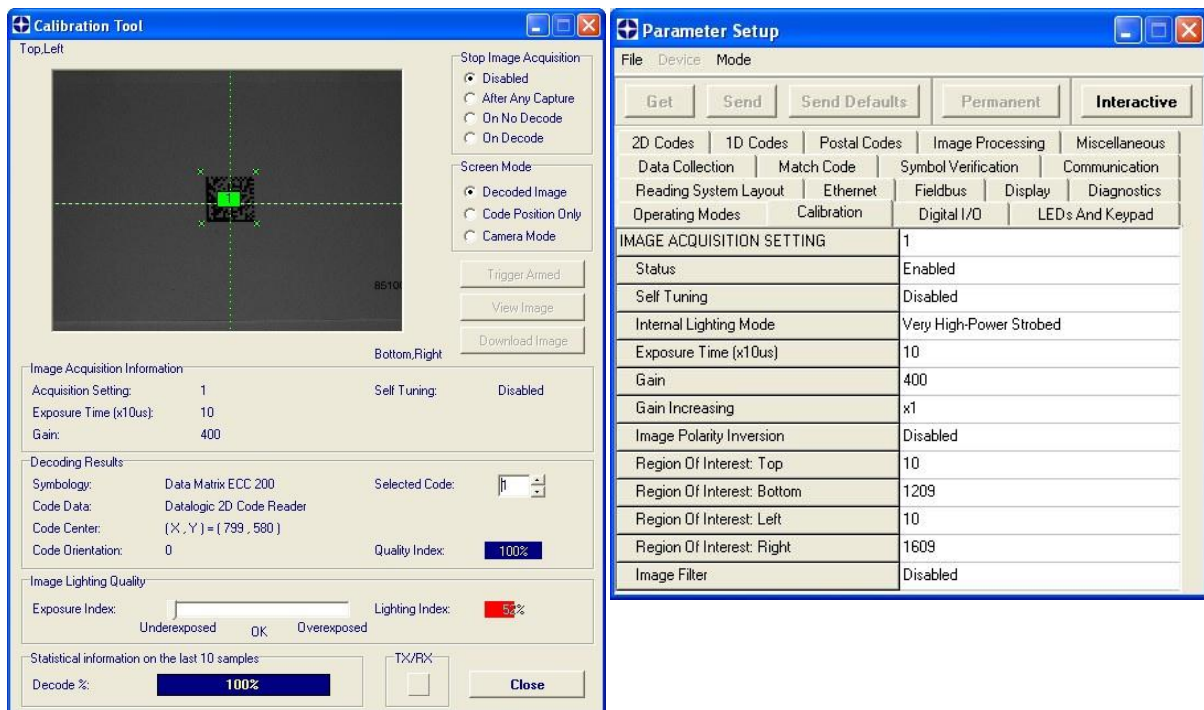 Calibration Tool
Top,Left
1
8510
Bottom,Right
Stop Image Acquisition
Disabled
After Any Capture
On No Decode
On Decode
Screen Mode
Decoded Image
Code Position Only
Camera Mode
Trigger Armed
View Image
Download Image
Image Acquisition Information
Acquisition Setting: 1 Self Tuning: Disabled
Exposure Time (x10us): 10
Gain: 400
Decoding Results
Symbology: Data Matrix ECC 200 Selected Code: 1
Code Data: Datalogic 2D Code Reader
Code Center: (X , Y) = ( 799 , 580 )
Code Orientation: 0 Quality Index: 100%
Image Lighting Quality
Exposure Index: Lighting Index: 52%
Underexposed OK Overexposed
Statistical information on the last 10 samples
Decode %: 100%
TX/RX
Close
Parameter Setup
File Device Mode
Get Send Send Defaults Permanent Interactive
2D Codes 1D Codes Postal Codes Image Processing Miscellaneous
Data Collection Match Code Symbol Verification Communication
Reading System Layout Ethernet Fieldbus Display Diagnostics
Operating Modes Calibration Digital I/O LEDs And Keypad
IMAGE ACQUISITION SETTING 1
Status Enabled
Self Tuning Disabled
Internal Lighting Mode Very High-Power Strobed
Exposure Time (x10us) 10
Gain 400
Gain Increasing x1
Image Polarity Inversion Disabled
Region Of Interest: Top 10
Region Of Interest: Bottom 1209
Region Of Interest: Left 10
Region Of Interest: Right 1609
Image Filter Disabled